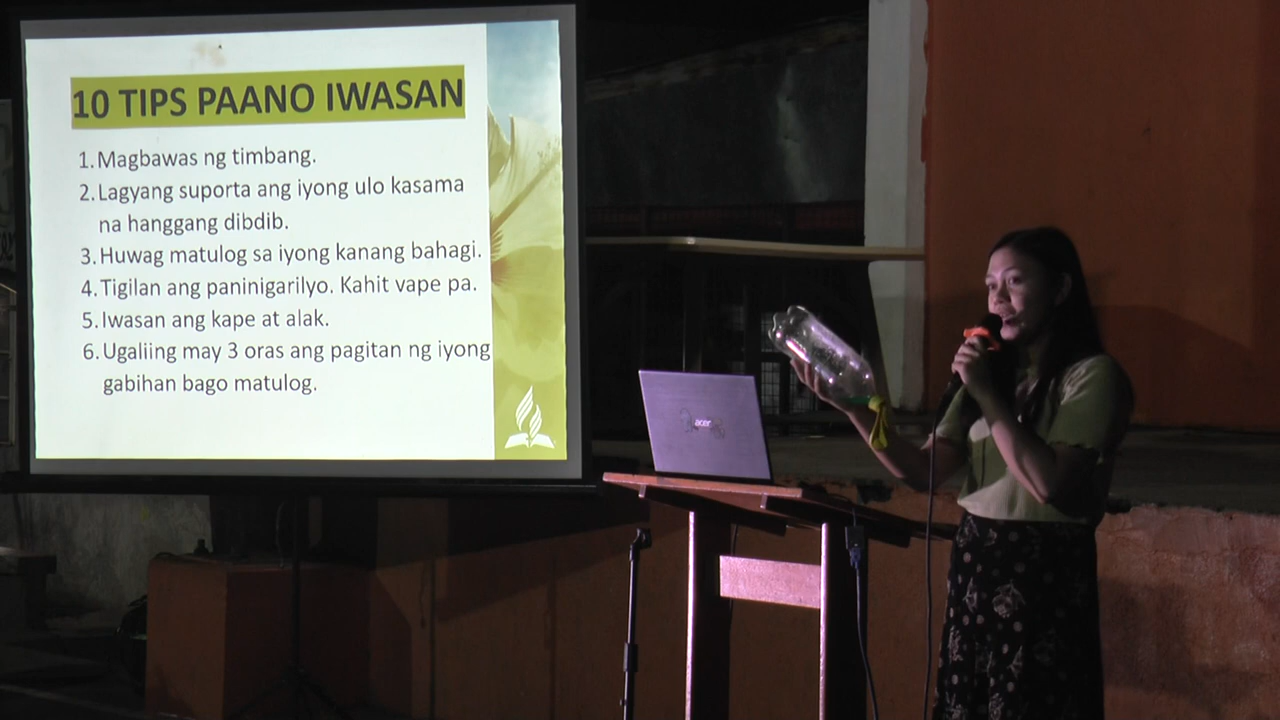 10 TIPS PAANO IWASAN
1. Magbawas ng timbang.
2. Lagyang suporta ang iyong ulo kasama
na hanggang dibdib.
3. Huwag matulog sa iyong kanang bahagi.
4. Tigilan ang paninigarilyo. Kahit vape pa.
5. Iwasan ang kape at alak.
6. Ugaliing may 3 oras ang pagitan ng iyong
gabihan bago matulog.
acer